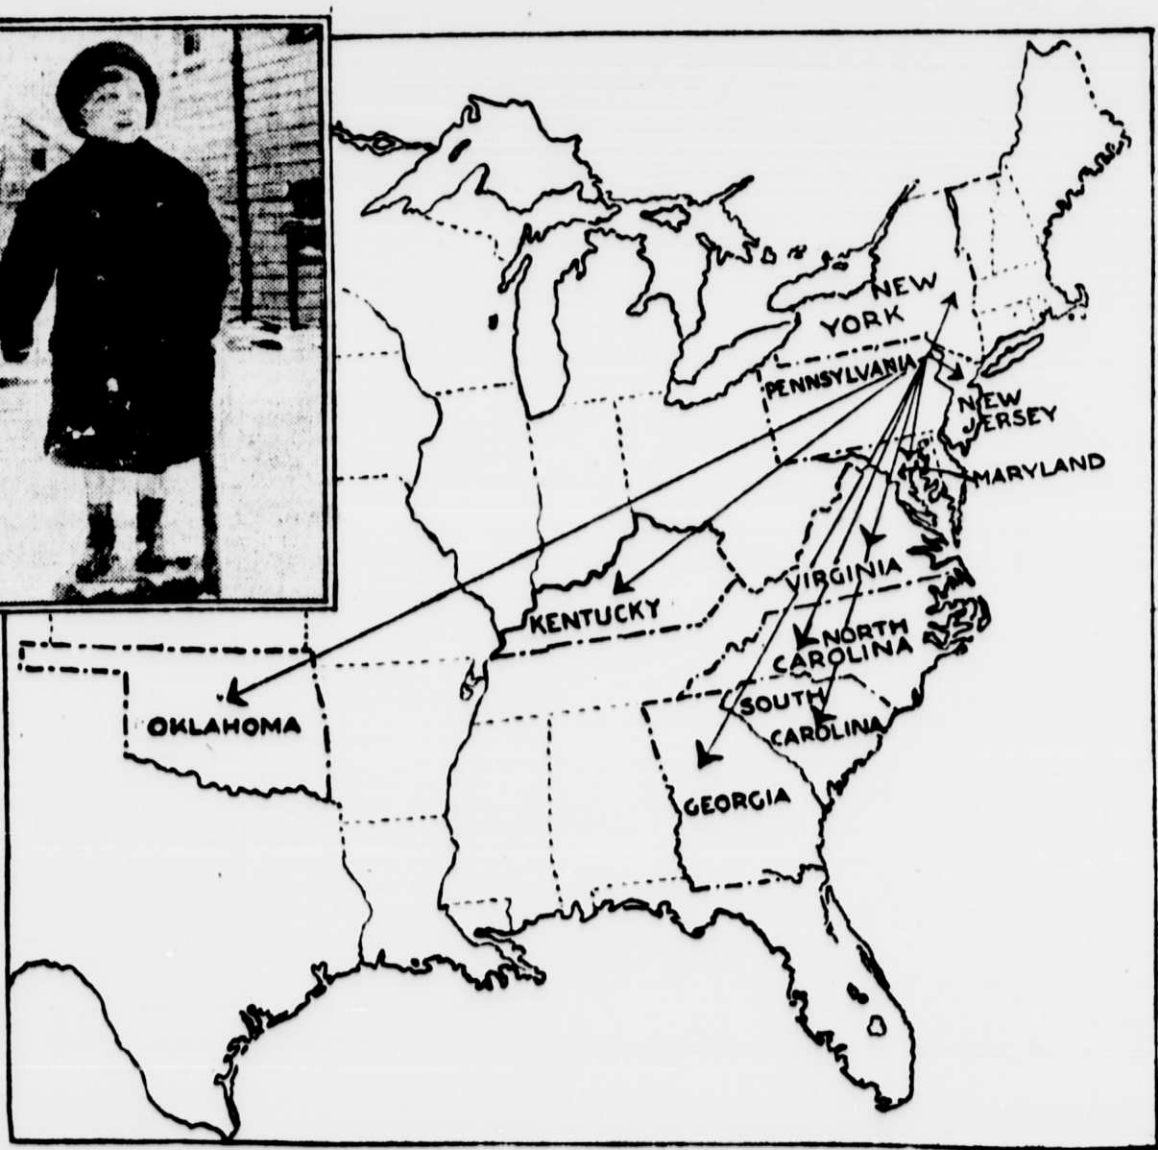 NEW
YORK
PENNSYLVANIA
NEW
JERSEY
MARYLAND
VIRGINIA
KENTUCKY
NORTH
CAROLINA
SOUTH
CAROLINA
OKLAHOMA
GEORGIA